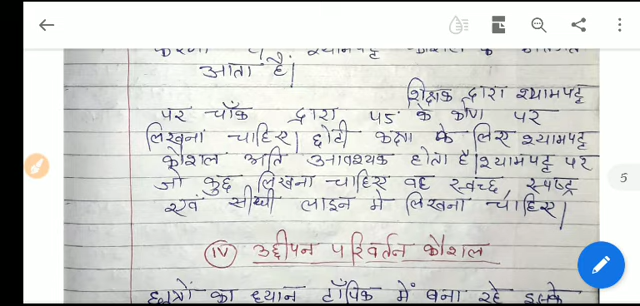 आता है।
शिक्षक द्वारा श्यामपट्ट
पर चॉक द्वारा 45° के कोण पर
लिखना चाहिए। छोटी कक्षा के लिए श्यामपट्ट
कौशल अति आवश्यक होता है। श्यामपट्ट पर
जो कुछ लिखना चाहिए वह स्वच्छ, स्पष्ट
एवं सीधी लाइन में लिखना चाहिए।
5
(IV) उद्दीपन परिवर्तन कौशल
छात्रों का ध्यान टॉपिक में बना रहे इसके